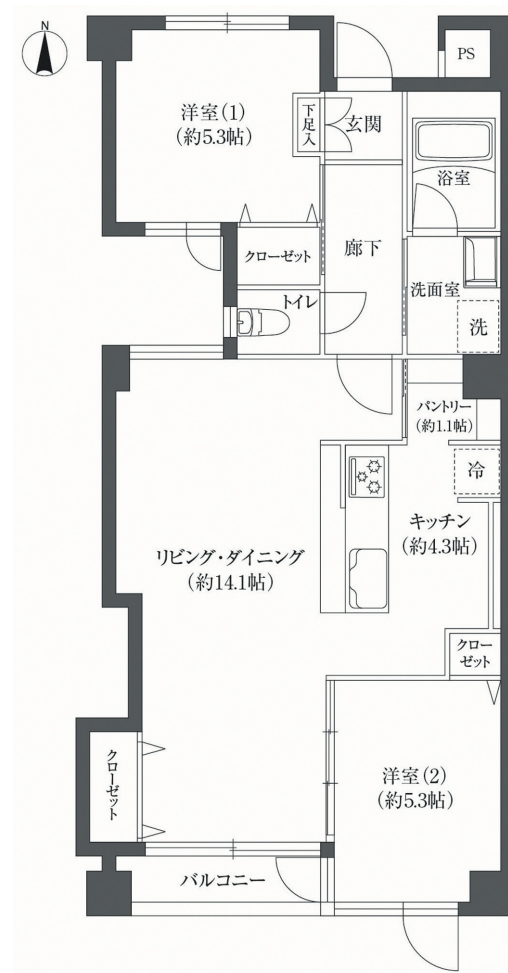 N
PS
洋室(1)
(約5.3帖)
下足入
玄関
浴室
クローゼット
廊下
トイレ
洗面室
洗
パントリー
(約1.1帖)
冷
キッチン
(約4.3帖)
リビング・ダイニング
(約14.1帖)
クロー
ゼット
クローゼット
洋室(2)
(約5.3帖)
バルコニー